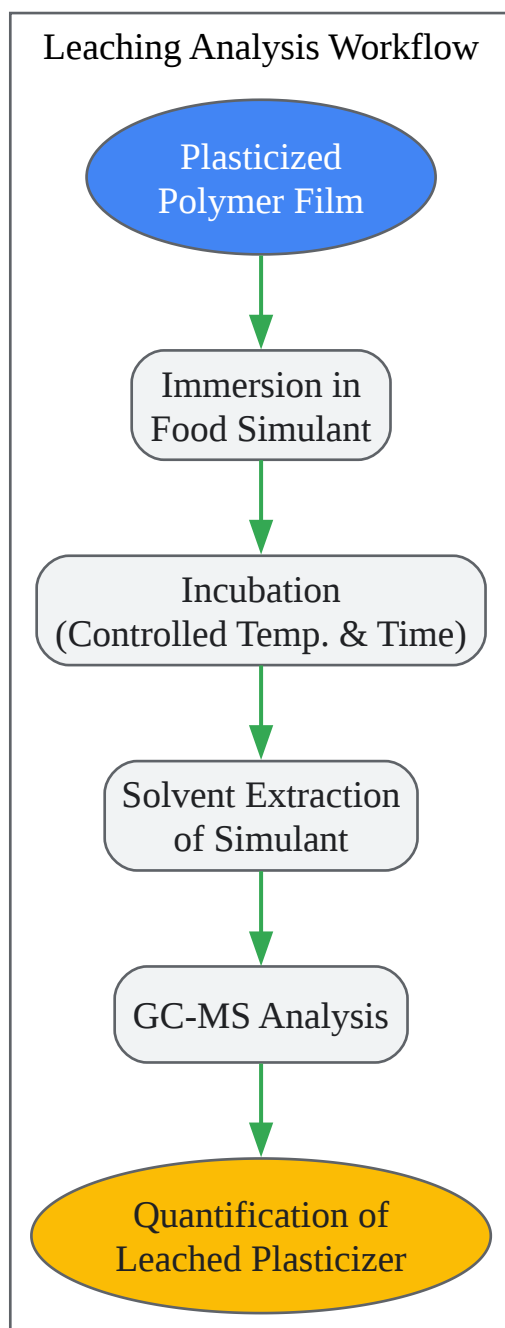 Leaching Analysis Workflow
Plasticized
Polymer Film
Immersion in
Food Simulant
Incubation
(Controlled Temp. & Time)
Solvent Extraction
of Simulant
GC-MS Analysis
Quantification of
Leached Plasticizer